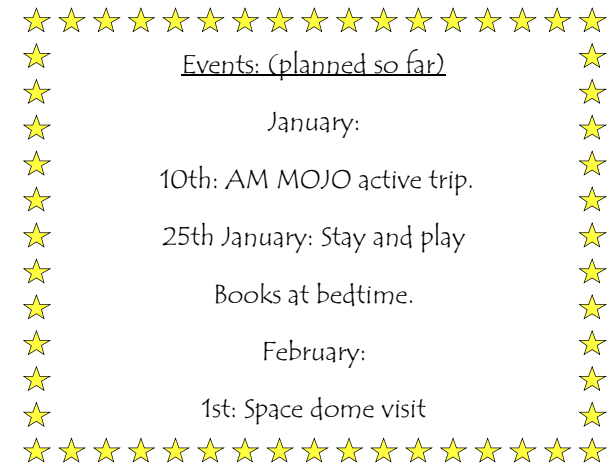 Events: (planned so far)
January:
10th: AM MOJO active trip.
25th January: Stay and play
Books at bedtime.
February:
1st: Space dome visit